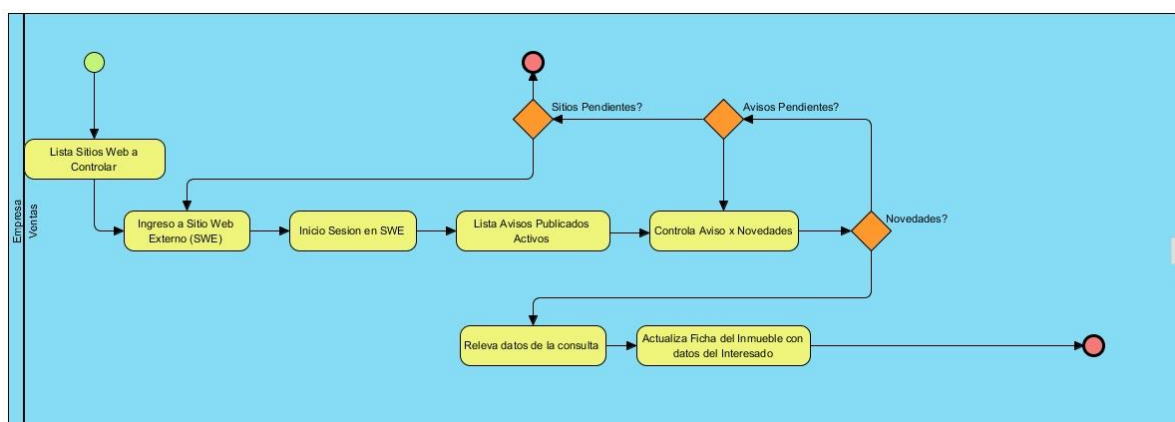 Empresa
Ventas
Sitios Pendientes?
Avisos Pendientes?
Lista Sitios Web a
Controlar
Ingreso a Sitio Web
Externo (SWE)
Inicio Sesion en SWE
Lista Avisos Publicados
Activos
Controla Aviso x Novedades
Novedades?
Releva datos de la consulta
Actualiza Ficha del Inmueble con
datos del Interesado